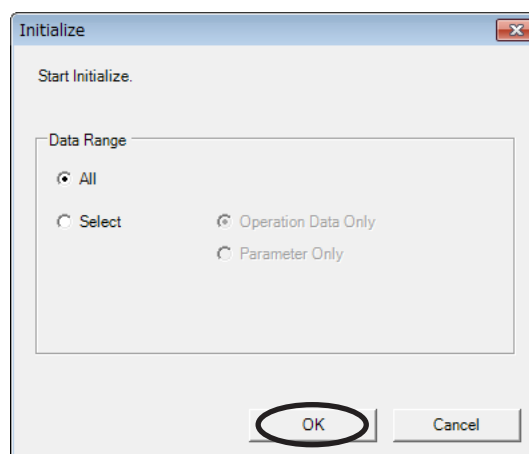 Initialize
Start Initialize.
Data Range
All
Select
Operation Data Only
Parameter Only
OK
Cancel